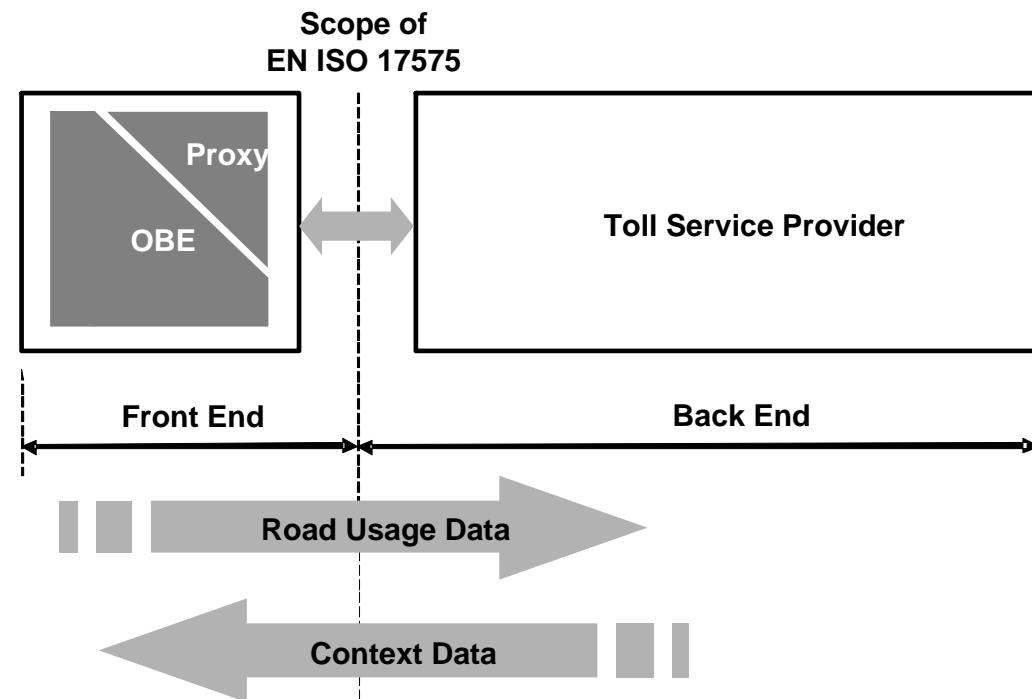 Scope of
EN ISO 17575
Proxy
OBE
Toll Service Provider
Front End
Back End
Road Usage Data
Context Data